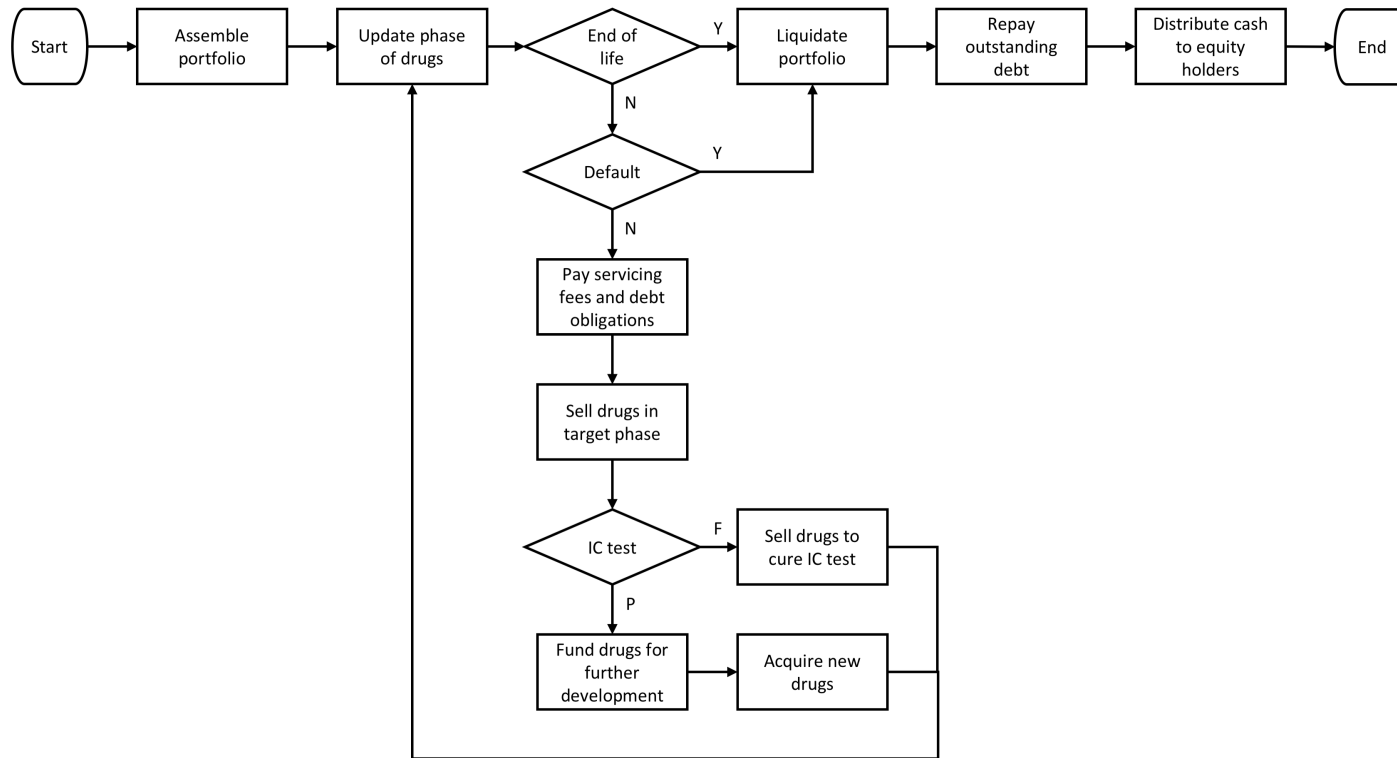 Start
Assemble
portfolio
Update phase
of drugs
End of
life
Y
Liquidate
portfolio
Repay
outstanding
debt
Distribute cash
to equity
holders
End
N
Default
Y
N
Pay servicing
fees and debt
obligations
Sell drugs in
target phase
IC test
F
Sell drugs to
cure IC test
P
Fund drugs for
further
development
Acquire new
drugs